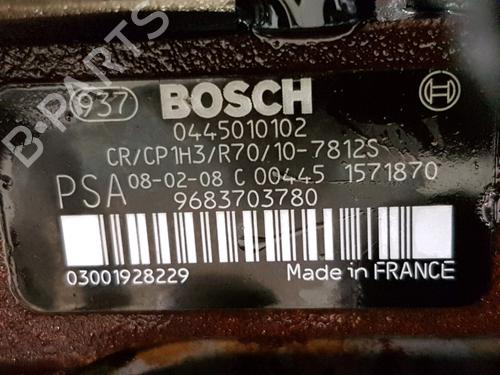 B-PARTS
937 BOSCH
0445010102
CR/CP1H3/R70/10-7812S
PSA 08-02-08 C 00445 1571870
9683703780
03001928229 Made in FRANCE